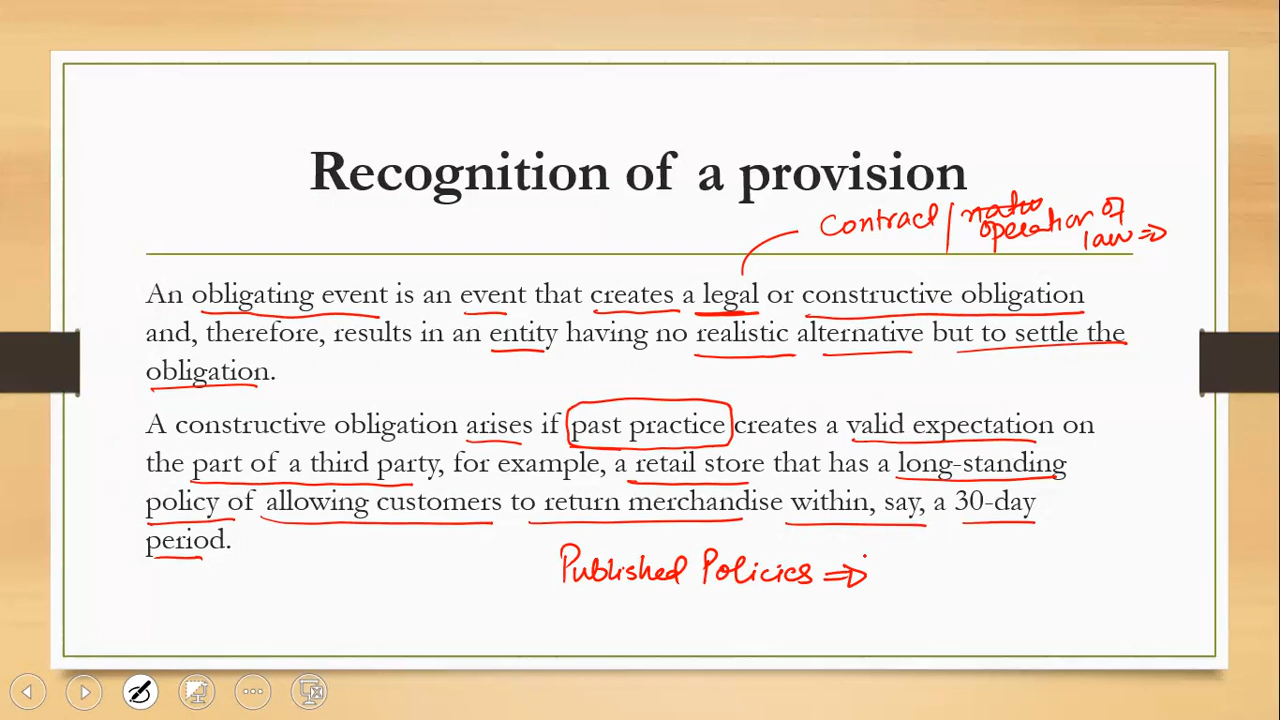 Recognition of a provision
Contract / operation of
law ⇒
An obligating event is an event that creates a legal or constructive obligation
and, therefore, results in an entity having no realistic alternative but to settle the
obligation.
A constructive obligation arises if past practice creates a valid expectation on
the part of a third party, for example, a retail store that has a long-standing
policy of allowing customers to return merchandise within, say, a 30-day
period.
Published Policies ⇒